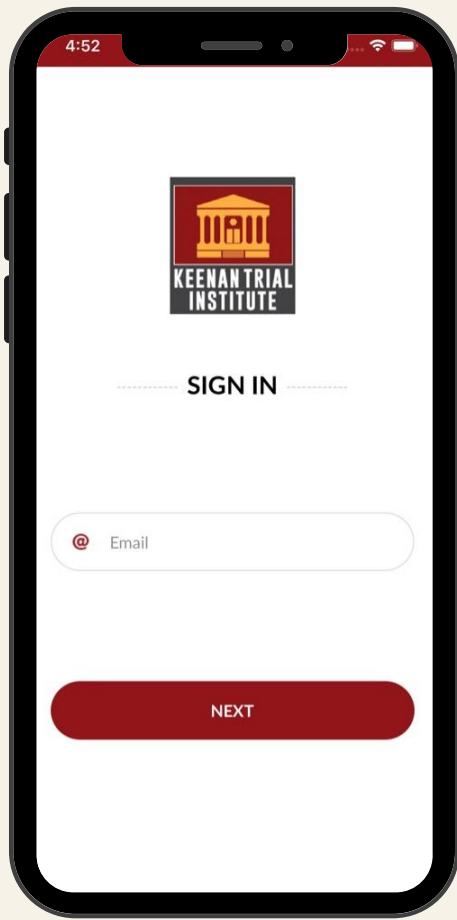 4:52
KEENAN TRIAL
INSTITUTE
SIGN IN
@ Email
NEXT